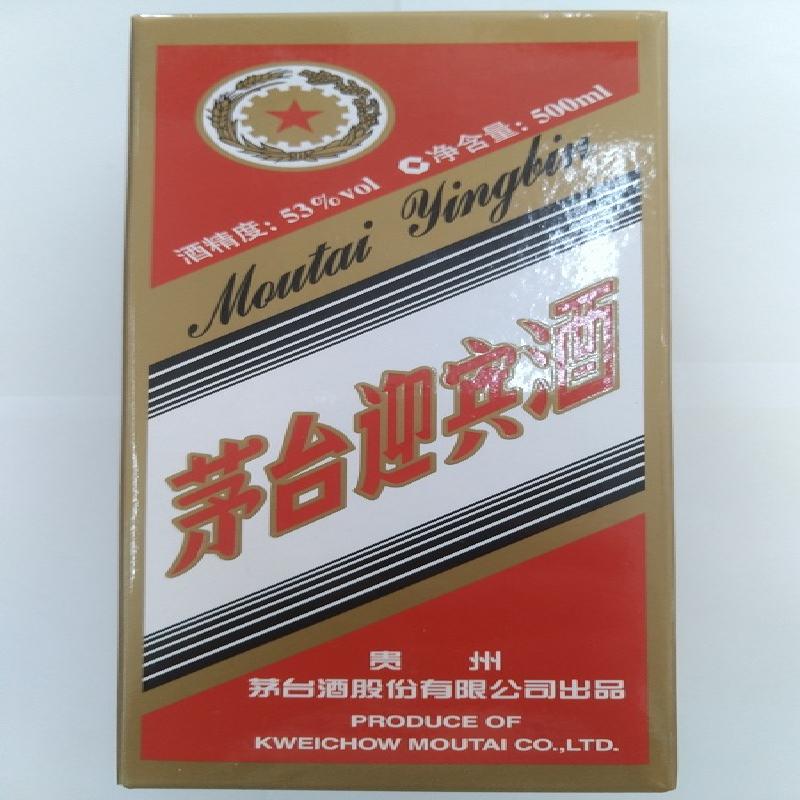 酒精度：53%vol C净含量：500ml
Moutai Yingbin
茅台迎宾酒
贵 州
茅台酒股份有限公司出品
PRODUCE OF
KWEICHOW MOUTAI CO.,LTD.